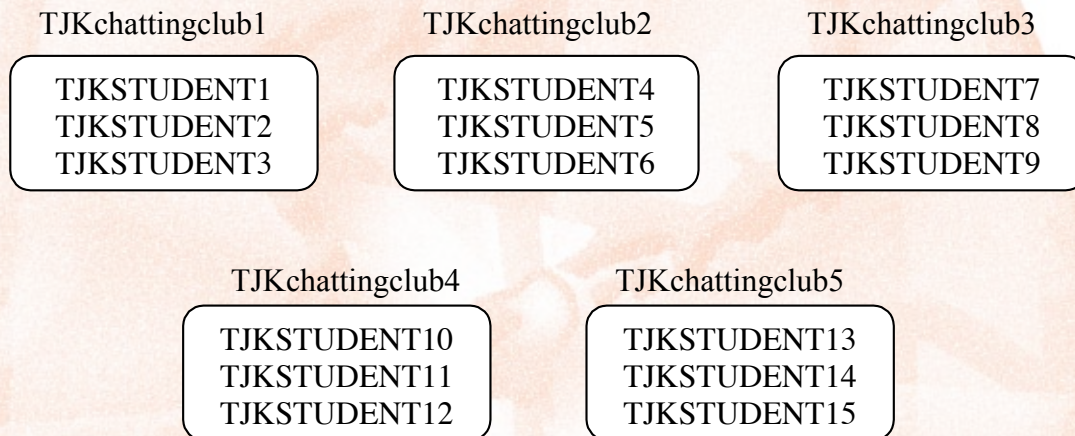 TJKchattingclub1
TJKSTUDENT1
TJKSTUDENT2
TJKSTUDENT3
TJKchattingclub2
TJKSTUDENT4
TJKSTUDENT5
TJKSTUDENT6
TJKchattingclub3
TJKSTUDENT7
TJKSTUDENT8
TJKSTUDENT9
TJKchattingclub4
TJKSTUDENT10
TJKSTUDENT11
TJKSTUDENT12
TJKchattingclub5
TJKSTUDENT13
TJKSTUDENT14
TJKSTUDENT15